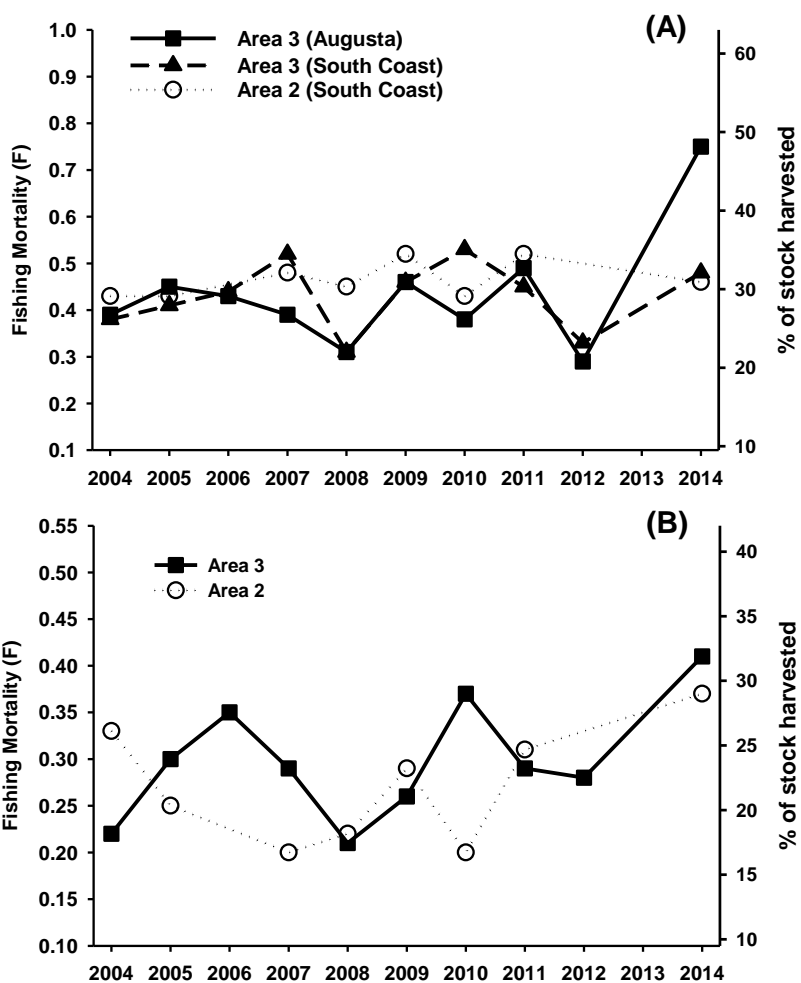 (A)
Area 3 (Augusta)
Area 3 (South Coast)
Area 2 (South Coast)
Fishing Mortality (F)
1.0
0.9
0.8
0.7
0.6
0.5
0.4
0.3
0.2
0.1
60
50
40
30
20
10
% of stock harvested
2004 2005 2006 2007 2008 2009 2010 2011 2012 2013 2014
(B)
Area 3
Area 2
Fishing Mortality (F)
0.55
0.50
0.45
0.40
0.35
0.30
0.25
0.20
0.15
0.10
40
35
30
25
20
15
10
% of stock harvested
2004 2005 2006 2007 2008 2009 2010 2011 2012 2013 2014